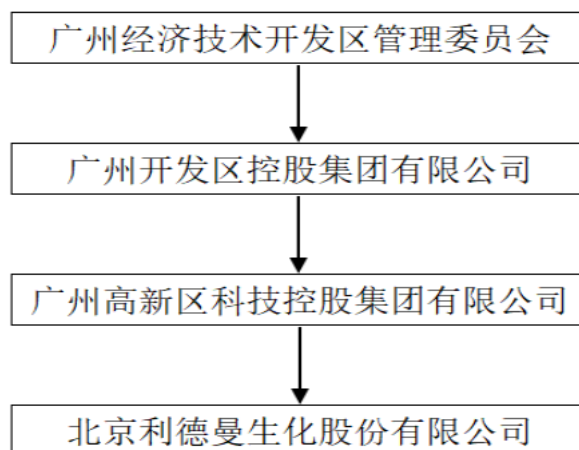 广州经济技术开发区管理委员会
广州开发区控股集团有限公司
广州高新区科技控股集团有限公司
北京利德曼生化股份有限公司